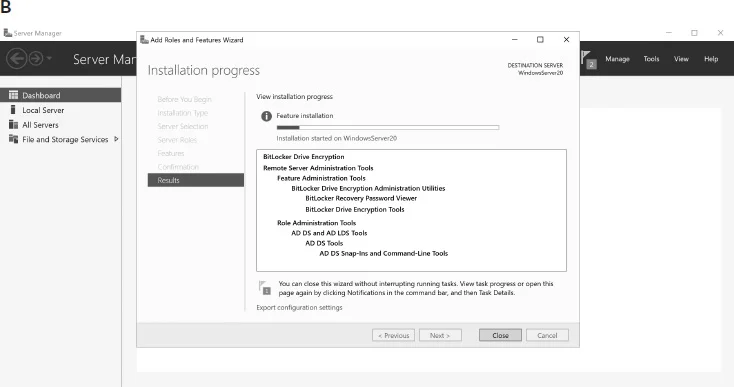 B
Server Manager
Server Mar
2
Manage Tools View Help
Dashboard
Local Server
All Servers
File and Storage Services
Add Roles and Features Wizard
Installation progress
DESTINATION SERVER
WindowsServer20
Before You Begin
Installation Type
Server Selection
Server Roles
Features
Confirmation
Results
View installation progress
Feature installation
Installation started on WindowsServer20
BitLocker Drive Encryption
Remote Server Administration Tools
Feature Administration Tools
BitLocker Drive Encryption Administration Utilities
BitLocker Recovery Password Viewer
BitLocker Drive Encryption Tools
Role Administration Tools
AD DS and AD LDS Tools
AD DS Tools
AD DS Snap-Ins and Command-Line Tools
1
You can close this wizard without interrupting running tasks. View task progress or open this
page again by clicking Notifications in the command bar, and then Task Details.
Export configuration settings
< Previous Next > Close Cancel